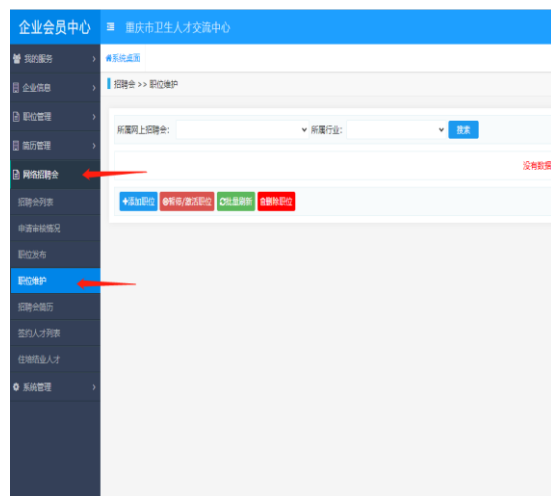 企业会员中心
重庆市卫生人才交流中心
我的服务
系统桌面
企业信息
招聘会 >> 职位维护
职位管理
所属网上招聘会：
所属行业：
搜索
简历管理
没有数据
网络招聘会
招聘会列表
添加职位
暂停/激活职位
批量刷新
删除职位
申请审核情况
职位发布
职位维护
招聘会简历
签约人才列表
系统管理